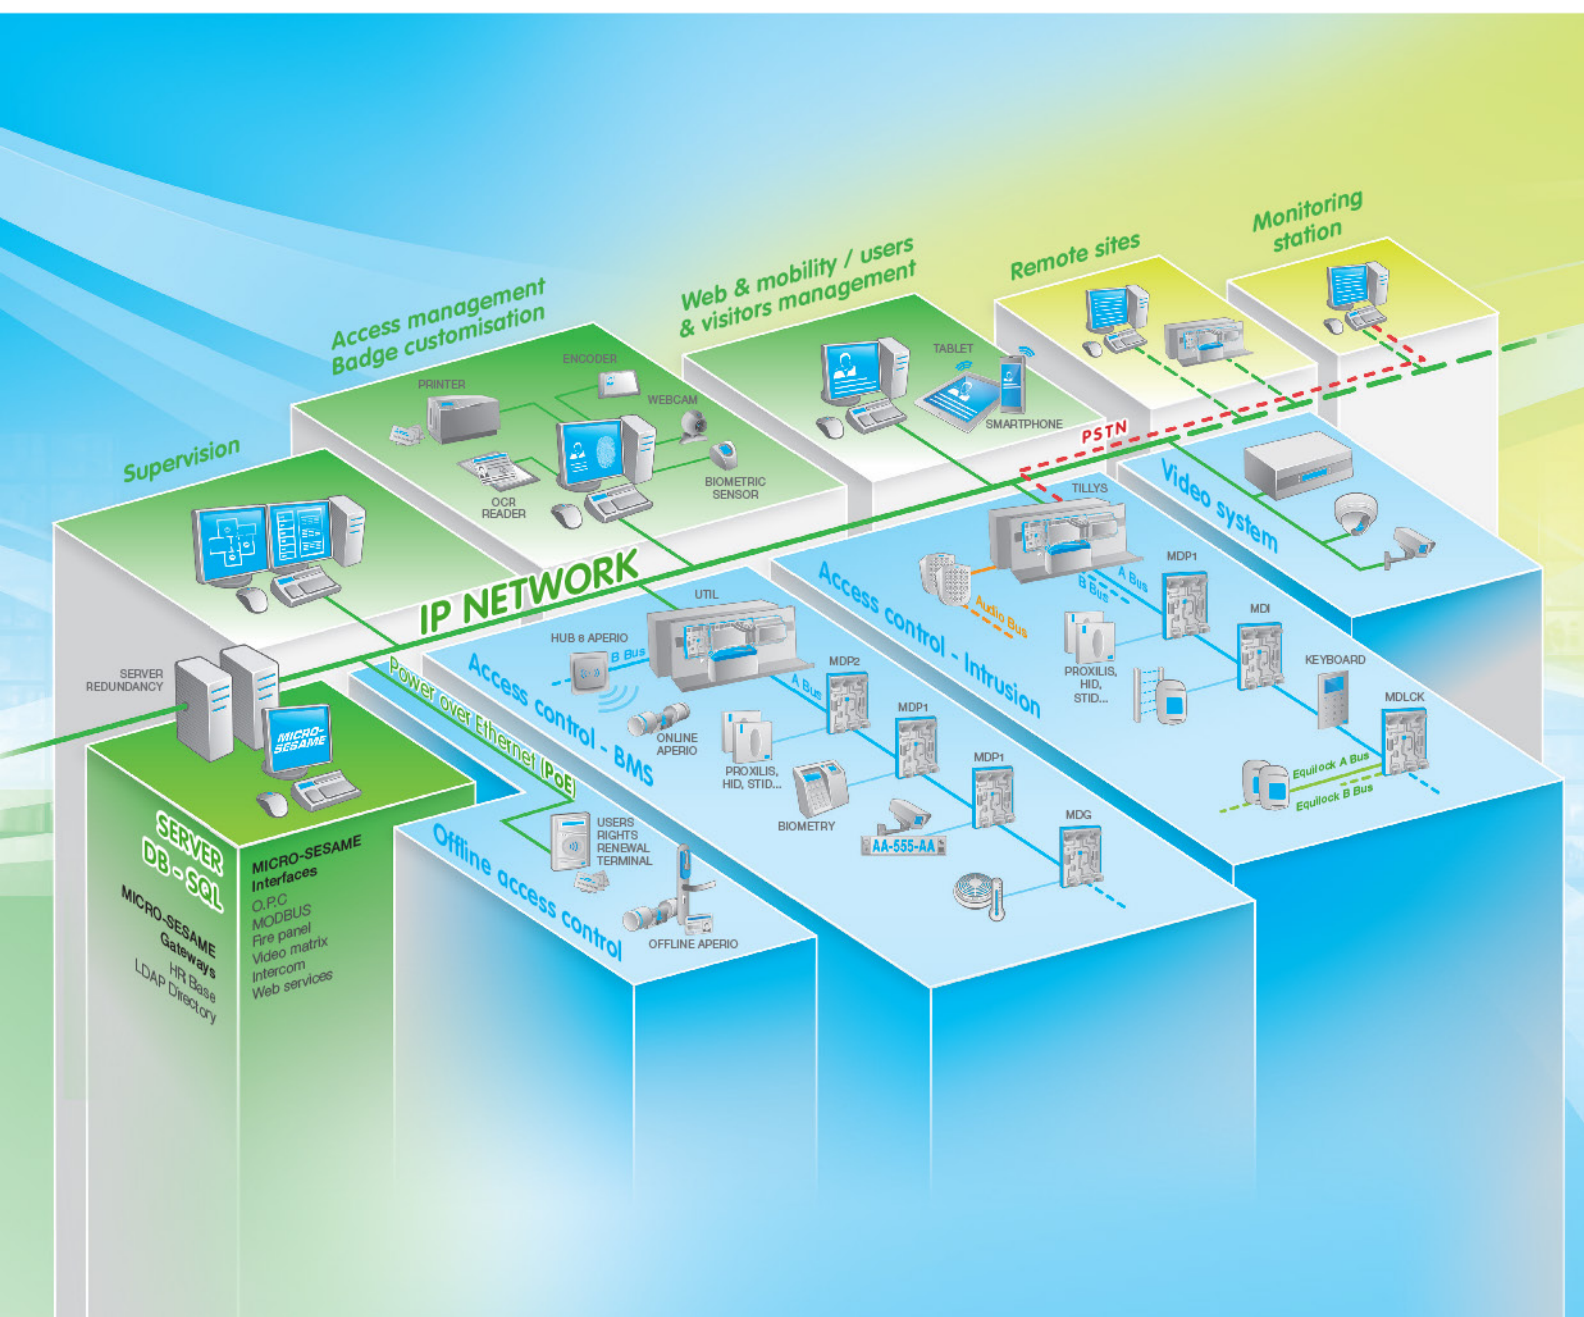 Monitoring
station
Remote sites
Web & mobility / users
& visitors management
Access management
Badge customisation
Supervision
ENCODER
PRINTER
WEBCAM
OCR
READER
BIOMETRIC
SENSOR
TABLET
SMARTPHONE
PSTN
Video system
TILLYS
MDP1
A Bus
B Bus
Audio Bus
Access control - Intrusion
PROXILIS,
HID,
STID...
MDI
KEYBOARD
MDLCK
Equilock A Bus
Equilock B Bus
IP NETWORK
UTIL
HUB 8 APERIO
B Bus
A Bus
MDP2
Access control - BMS
ONLINE
APERIO
PROXILIS,
HID, STID...
MDP1
BIOMETRY
MDP1
AA-555-AA
MDG
SERVER
REDUNDANCY
Power over Ethernet (PoE)
MICRO-
SESAME
Offline access control
USERS
RIGHTS
RENEWAL
TERMINAL
OFFLINE APERIO
SERVER
DB - SQL
MICRO-SESAME
Gateways
HR Base
LDAP Directory
MICRO-SESAME
Interfaces
O.P.C
MODBUS
Fire panel
Video matrix
Intercom
Web services